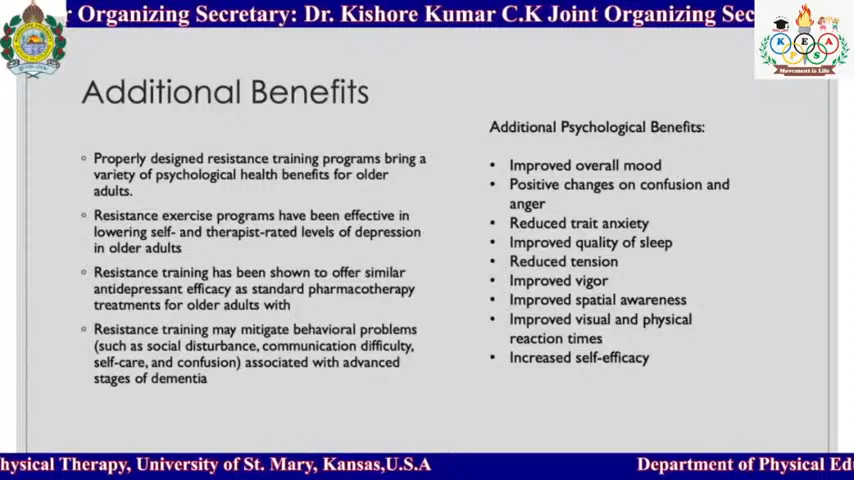 r Organizing Secretary: Dr. Kishore Kumar C.K Joint Organizing Sec
K E A
P S
Movement is Life
Additional Benefits
Properly designed resistance training programs bring a
variety of psychological health benefits for older
adults.
Resistance exercise programs have been effective in
lowering self- and therapist-rated levels of depression
in older adults
Resistance training has been shown to offer similar
antidepressant efficacy as standard pharmacotherapy
treatments for older adults with
Resistance training may mitigate behavioral problems
(such as social disturbance, communication difficulty,
self-care, and confusion) associated with advanced
stages of dementia
Additional Psychological Benefits:
• Improved overall mood
• Positive changes on confusion and
anger
• Reduced trait anxiety
• Improved quality of sleep
• Reduced tension
• Improved vigor
• Improved spatial awareness
• Improved visual and physical
reaction times
• Increased self-efficacy
hysical Therapy, University of St. Mary, Kansas,U.S.A
Department of Physical Edu